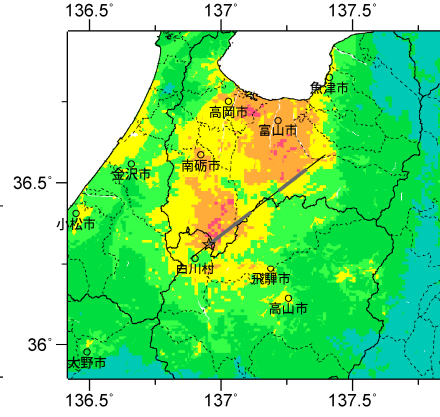 136.5°
137°
137.5°
魚津市
高岡市
富山市
南砺市
金沢市
36.5°
小松市
白川村
飛騨市
高山市
36°
大野市
136.5°
137°
137.5°